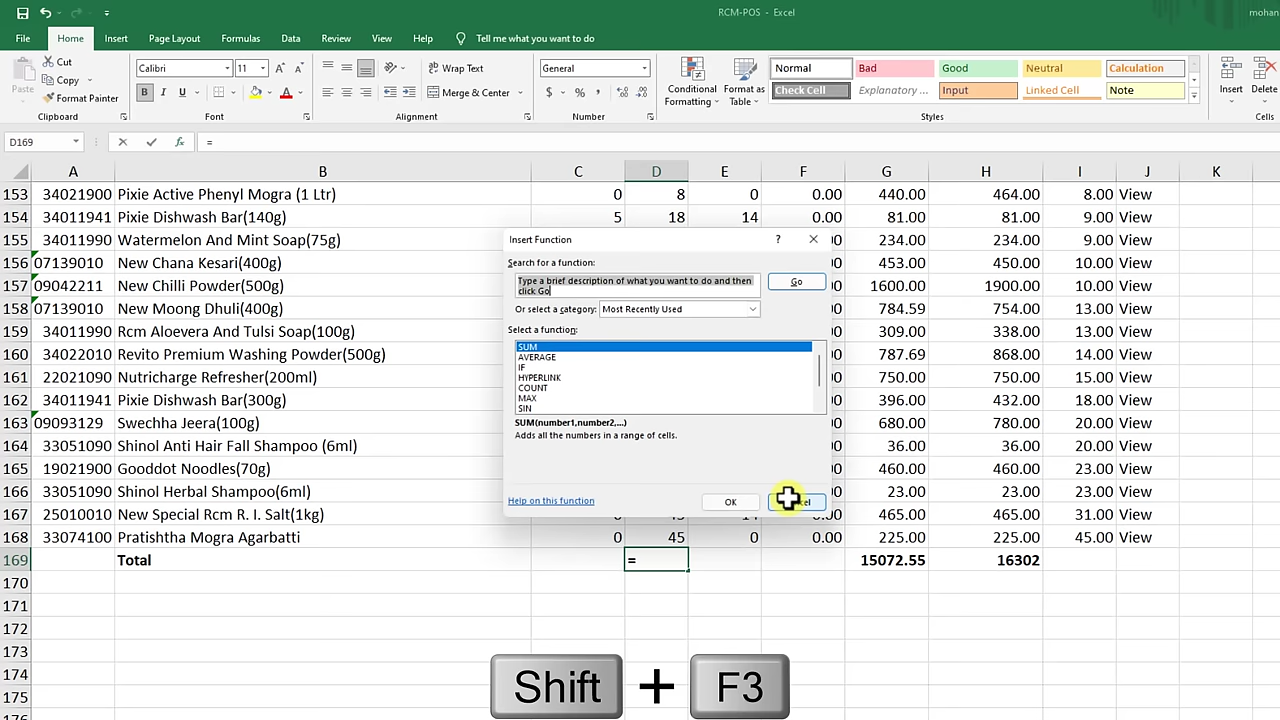 RCM-POS - Excel
mohan
File Home Insert Page Layout Formulas Data Review View Help Tell me what you want to do
Paste
Cut
Copy
Format Painter
Clipboard
Calibri 11
B I U
Font
Wrap Text
Merge & Center
Alignment
General
$ % ,
Number
Conditional Formatting
Format as Table
Normal Bad Good Neutral Calculation
Check Cell Explanatory ... Input Linked Cell Note
Styles
Insert Delete
Cells
D169 fx =
A B C D E F G H I J K
153 34021900 Pixie Active Phenyl Mogra (1 Ltr) 0 8 0 0.00 440.00 464.00 8.00 View
154 34011941 Pixie Dishwash Bar(140g) 5 18 14 0.00 81.00 81.00 9.00 View
155 34011990 Watermelon And Mint Soap(75g) 234.00 234.00 9.00 View
156 07139010 New Chana Kesari(400g) 453.00 450.00 10.00 View
157 09042211 New Chilli Powder(500g) 1600.00 1900.00 10.00 View
158 07139010 New Moong Dhuli(400g) 784.59 754.00 13.00 View
159 34011990 Rcm Aloevera And Tulsi Soap(100g) 309.00 338.00 13.00 View
160 34022010 Revito Premium Washing Powder(500g) 787.69 868.00 14.00 View
161 22021090 Nutricharge Refresher(200ml) 750.00 750.00 15.00 View
162 34011941 Pixie Dishwash Bar(300g) 396.00 432.00 18.00 View
163 09093129 Swechha Jeera(100g) 680.00 780.00 20.00 View
164 33051090 Shinol Anti Hair Fall Shampoo (6ml) 36.00 36.00 20.00 View
165 19021900 Gooddot Noodles(70g) 460.00 460.00 23.00 View
166 33051090 Shinol Herbal Shampoo(6ml) 23.00 23.00 23.00 View
167 25010010 New Special Rcm R. I. Salt(1kg) 465.00 465.00 31.00 View
168 33074100 Pratishtha Mogra Agarbatti 0 45 0 0.00 225.00 225.00 45.00 View
169 Total = 15072.55 16302
170
171
172
173
174
175
Insert Function ?
Search for a function:
Type a brief description of what you want to do and then
click Go
Go
Or select a category: Most Recently Used
Select a function:
SUM
AVERAGE
IF
HYPERLINK
COUNT
MAX
SIN
SUM(number1,number2,...)
Adds all the numbers in a range of cells.
Help on this function
OK
Shift + F3